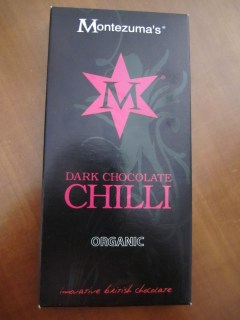 Montezuma's®
M
DARK CHOCOLATE
CHILLI
ORGANIC
innovative british chocolate